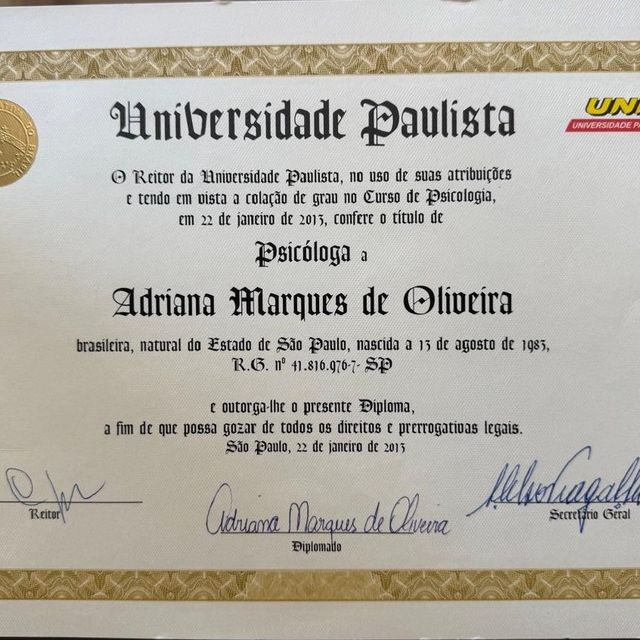 Universidade Paulista
UNI
UNIVERSIDADE PA
O Reitor da Universidade Paulista, no uso de suas atribuições
e tendo em vista a colação de grau no Curso de Psicologia,
em 22 de janeiro de 2013, confere o título de
Psicóloga a
Adriana Marques de Oliveira
brasileira, natural do Estado de São Paulo, nascida a 13 de agosto de 1983,
R.G. nº 41.816.976-7- SP
e outorga-lhe o presente Diploma,
a fim de que possa gozar de todos os direitos e prerrogativas legais.
São Paulo, 22 de janeiro de 2013
Reitor
Adriana Marques de Oliveira
Diplomado
Secretário Geral